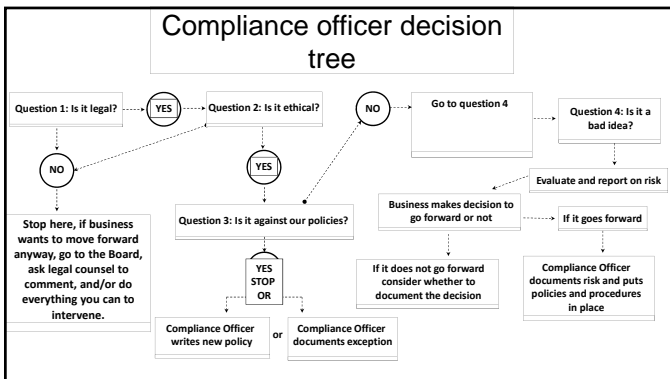 Compliance officer decision
tree
Question 1: Is it legal?
YES
Question 2: Is it ethical?
NO
Go to question 4
Question 4: Is it a
bad idea?
NO
YES
Evaluate and report on risk
Stop here, if business
wants to move forward
anyway, go to the Board,
ask legal counsel to
comment, and/or do
everything you can to
intervene.
Question 3: Is it against our policies?
Business makes decision to
go forward or not
If it goes forward
YES
STOP
OR
If it does not go forward
consider whether to
document the decision
Compliance Officer
documents risk and puts
policies and procedures
in place
Compliance Officer
writes new policy
or
Compliance Officer
documents exception